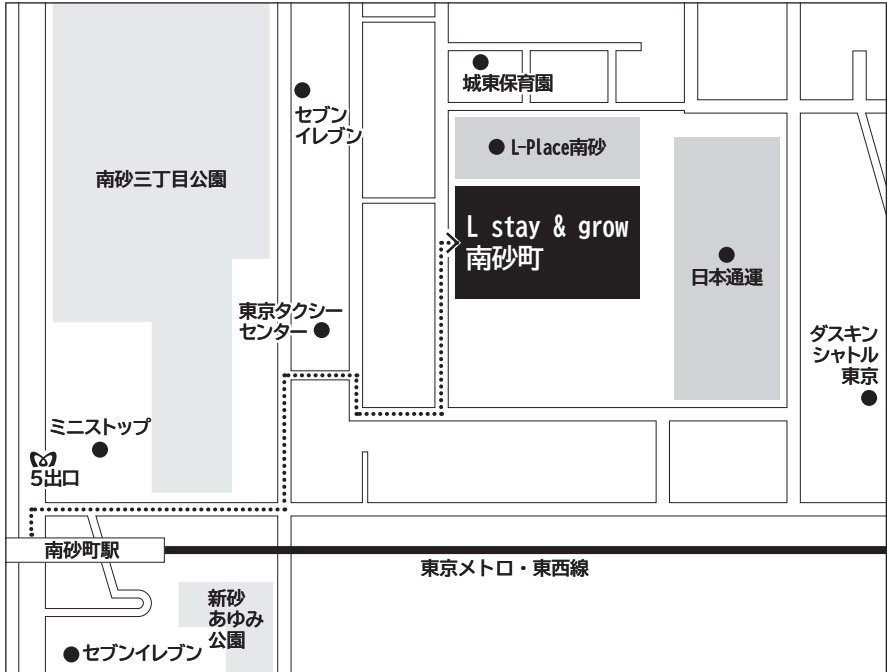 城東保育園
セブン
イレブン
L-Place南砂
南砂三丁目公園
L stay & grow
南砂町
日本通運
東京タクシー
センター
ダスキン
シャトル
東京
ミニストップ
5出口
南砂町駅
東京メトロ・東西線
新砂
あゆみ
公園
セブンイレブン